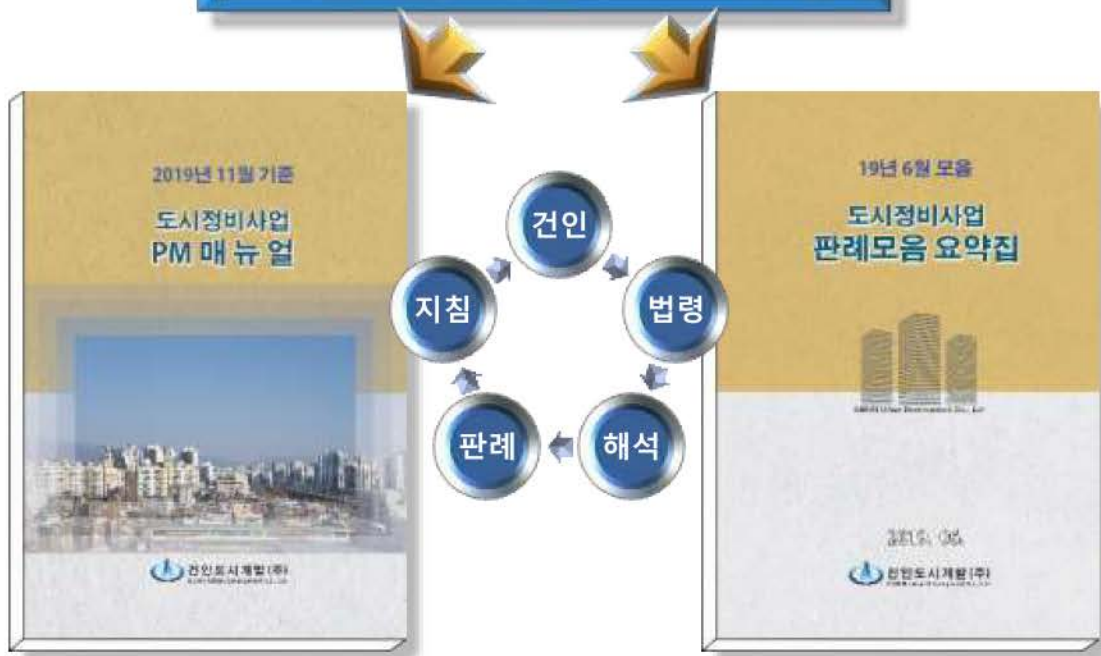 2019년 11월 기준
도시정비사업
PM 매 뉴 얼
건인도시개발(주)
건인
법령
해석
판례
지침
19년 6월 모음
도시정비사업
판례모음 요약집
2019. 06.
건인도시개발(주)